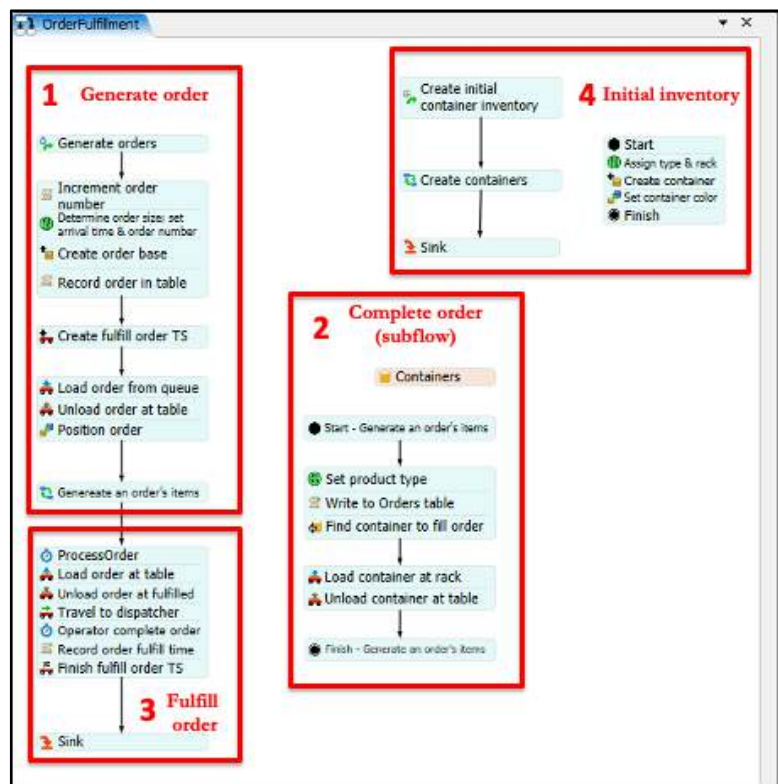 OrderFulfillment
1 Generate order
Generate orders
Increment order
number
Determine order size; set
arrival time & order number
Create order base
Record order in table
Create fulfill order TS
Load order from queue
Unload order at table
Position order
Genereate an order's items
ProcessOrder
Load order at table
Unload order at fulfilled
Travel to dispatcher
Operator complete order
Record order fulfill time
Finish fulfill order TS
3 Fulfill
order
Sink
Create initial
container inventory
4 Initial inventory
Create containers
Sink
Start
Assign type & rack
Create container
Set container color
Finish
2 Complete order
(subflow)
Containers
Start - Generate an order's items
Set product type
Write to Orders table
Find container to fill order
Load container at rack
Unload container at table
Finish - Generate an order's items